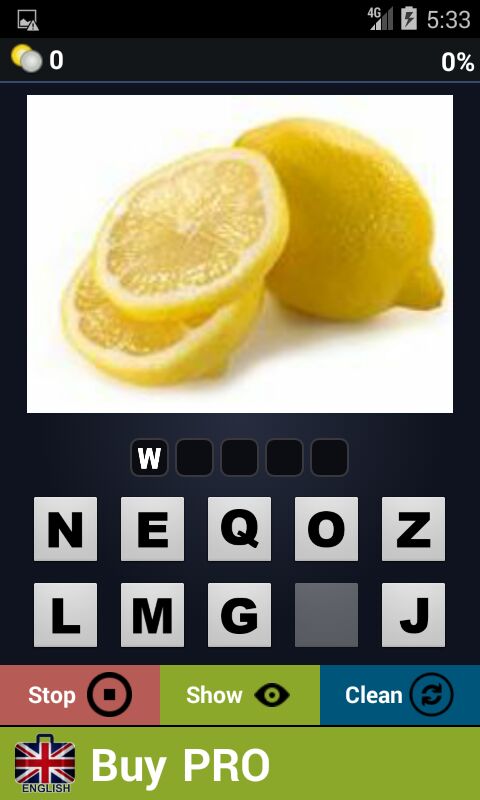 4G 5:33
0 0%
W
N E Q O Z
L M G J
Stop Show Clean
ENGLISH Buy PRO